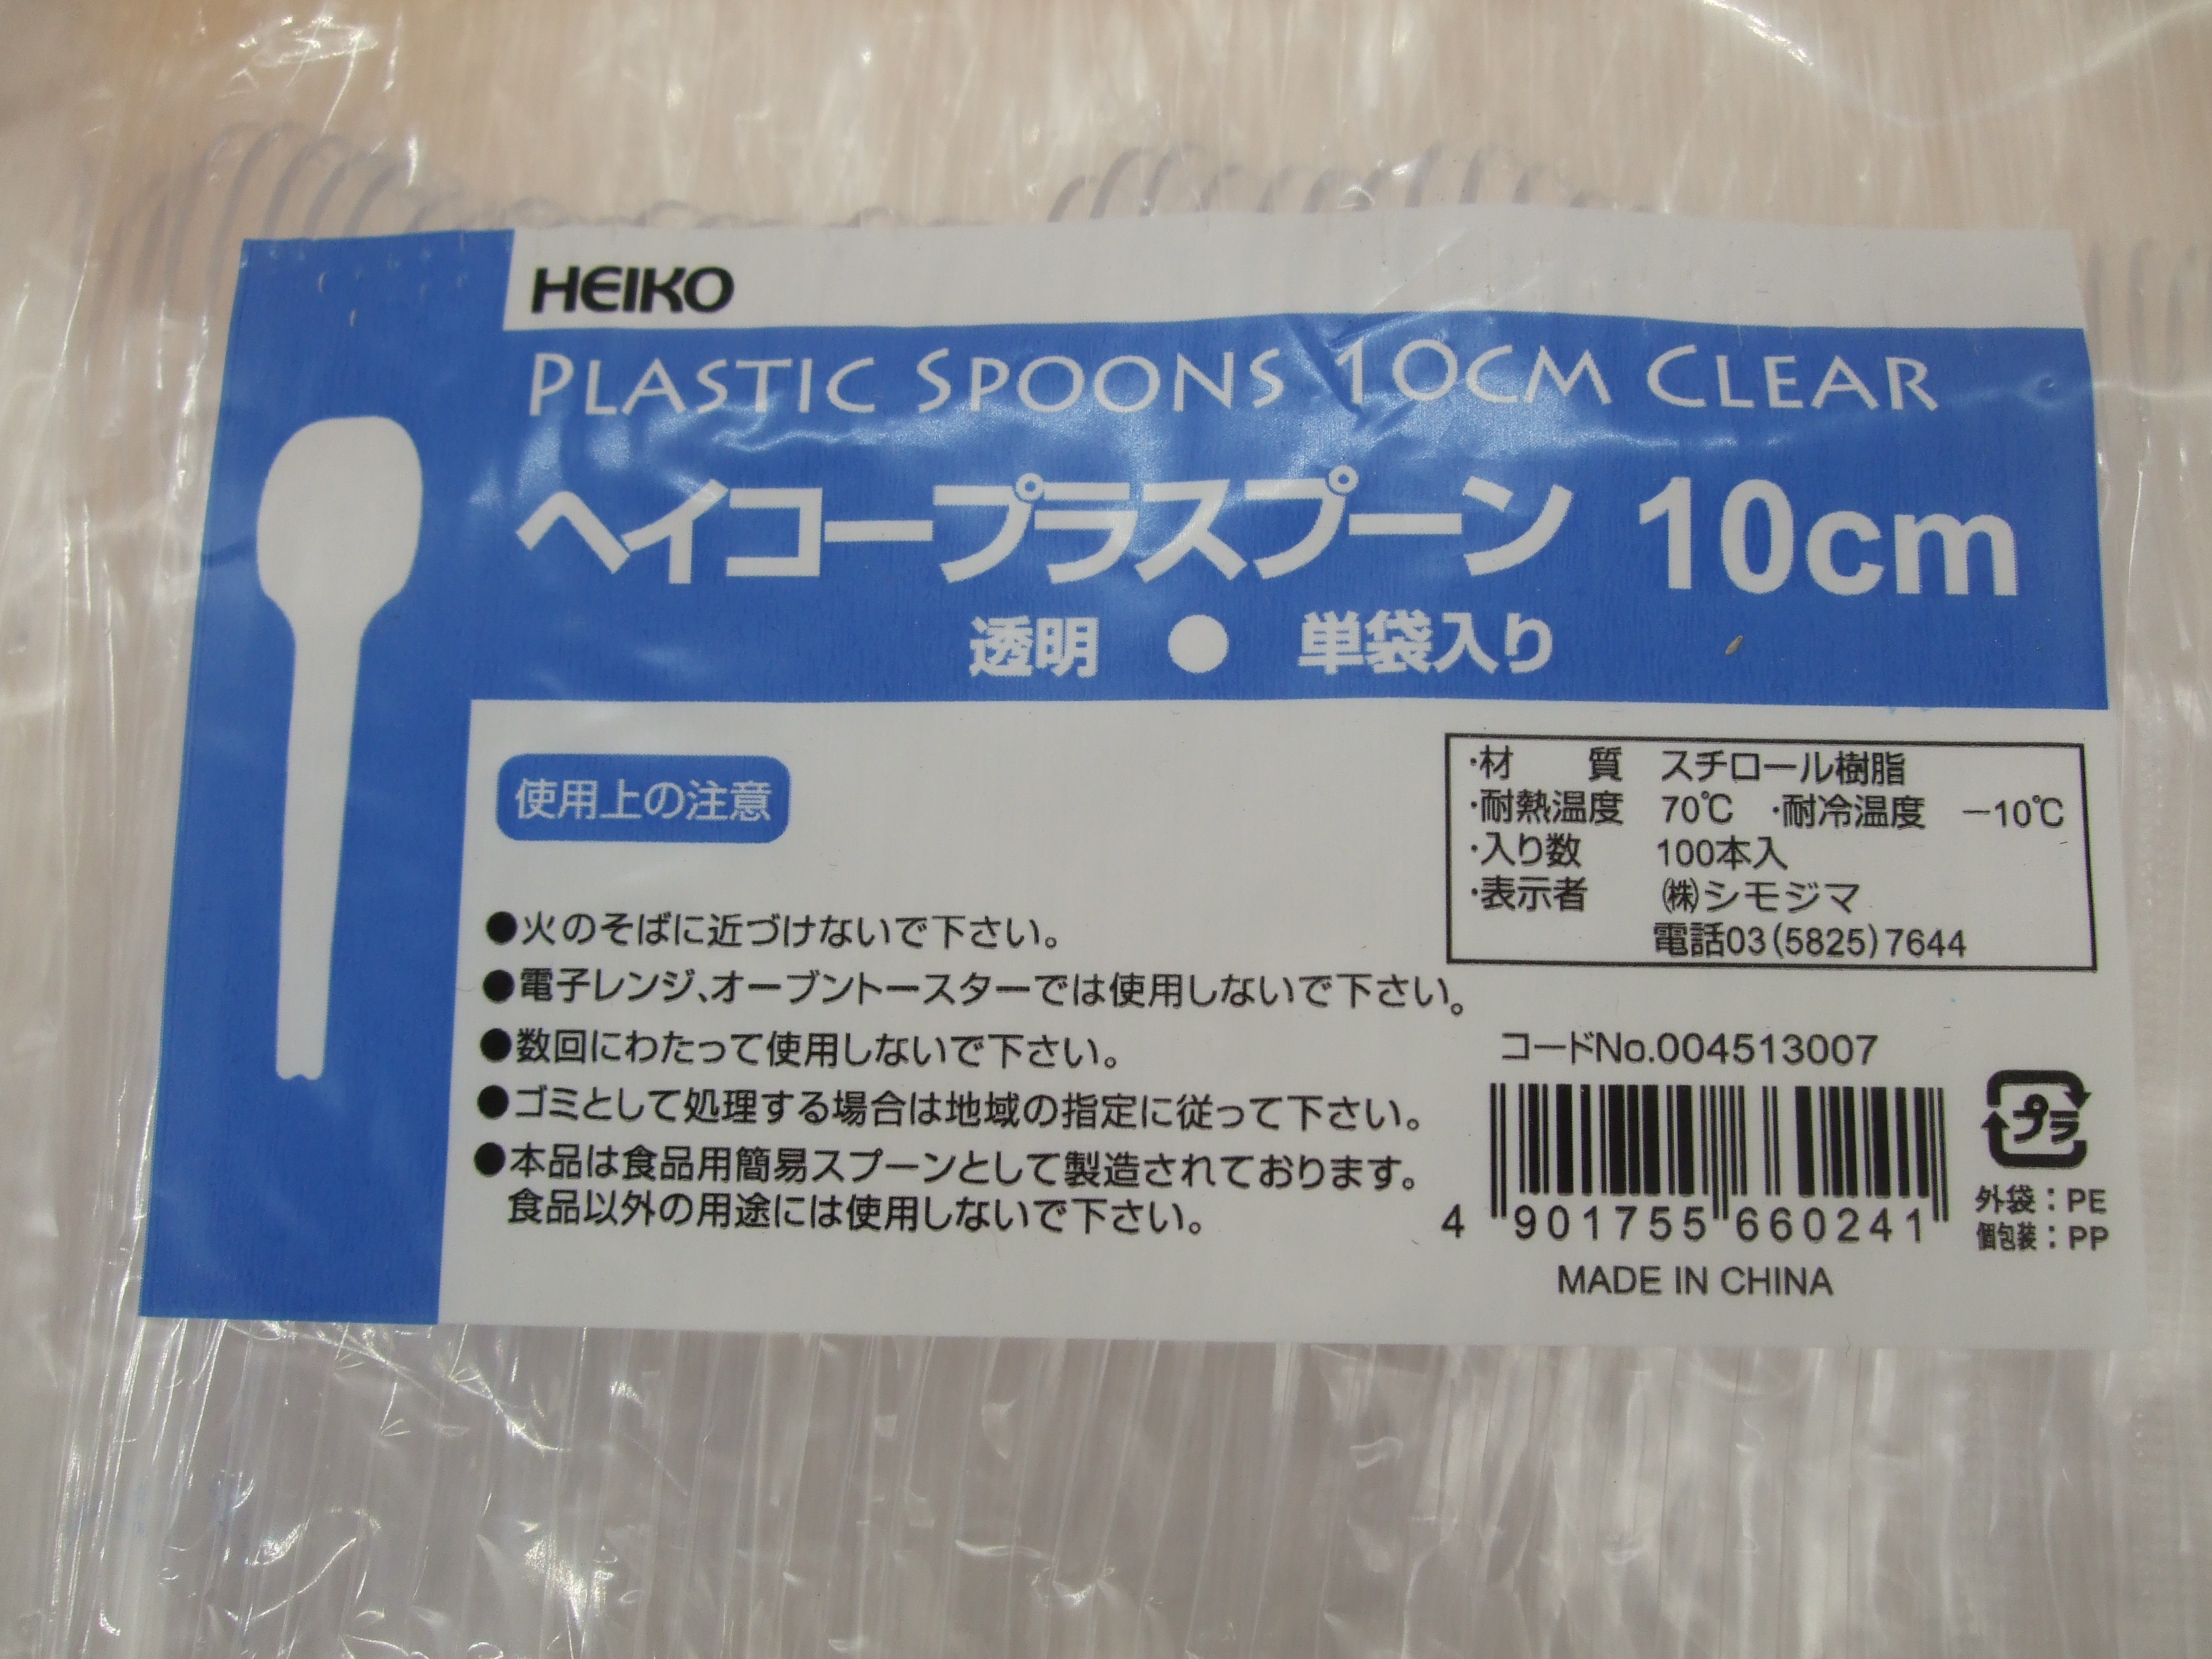 HEIKO
PLASTIC SPOONS 10CM CLEAR
ヘイコープラスプーン 10cm
透明 ● 単袋入り
使用上の注意
●火のそばに近づけないで下さい。
●電子レンジ、オーブントースターでは使用しないで下さい。
●数回にわたって使用しないで下さい。
●ゴミとして処理する場合は地域の指定に従って下さい。
●本品は食品用簡易スプーンとして製造されております。
食品以外の用途には使用しないで下さい。
・材　　質　スチロール樹脂
・耐熱温度　70℃　・耐冷温度　－10℃
・入り数　　100本入
・表示者　　㈱シモジマ
電話03(5825)7644
コードNo.004513007
4 901755 660241
MADE IN CHINA
プラ
外袋：PE
個包装：PP